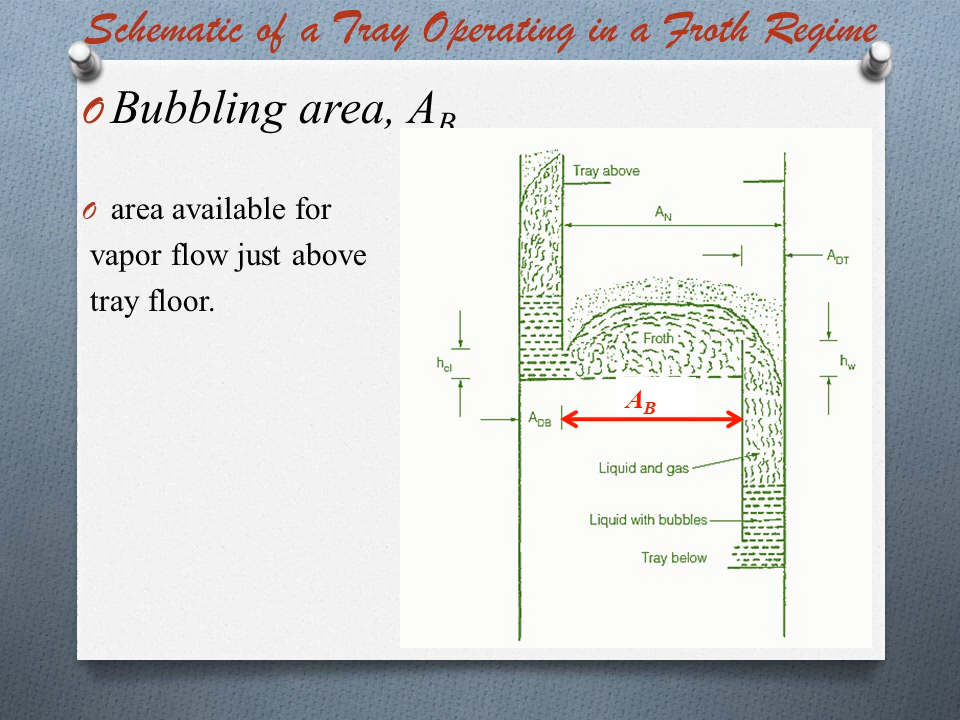 Schematic of a Tray Operating in a Froth Regime
Bubbling area, A_B
area available for
vapor flow just above
tray floor.
Tray above
A_N
A_DT
Froth
h_cl
h_w
A_B
A_DB
Liquid and gas
Liquid with bubbles
Tray below